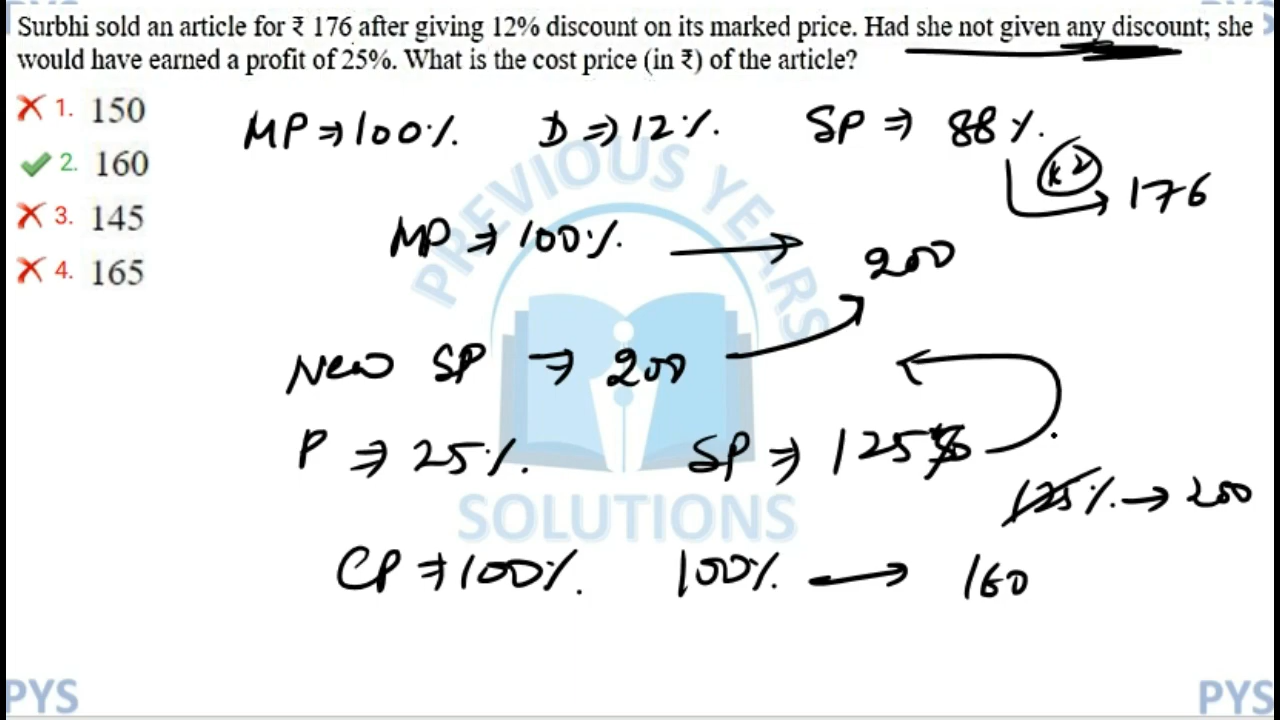 Surbhi sold an article for ₹ 176 after giving 12% discount on its marked price. Had she not given any discount; she
would have earned a profit of 25%. What is the cost price (in ₹) of the article?
1. 150
2. 160
3. 145
4. 165
MP ⇒ 100%. D ⇒ 12%. SP ⇒ 88%.
x2
176
MP ⇒ 100%. → 200
New SP ⇒ 200
P ⇒ 25%. SP ⇒ 125%
125%. → 200
CP ⇒ 100%. 100%. → 160
PREVIOUS YEARS
SOLUTIONS
PYS
PYS